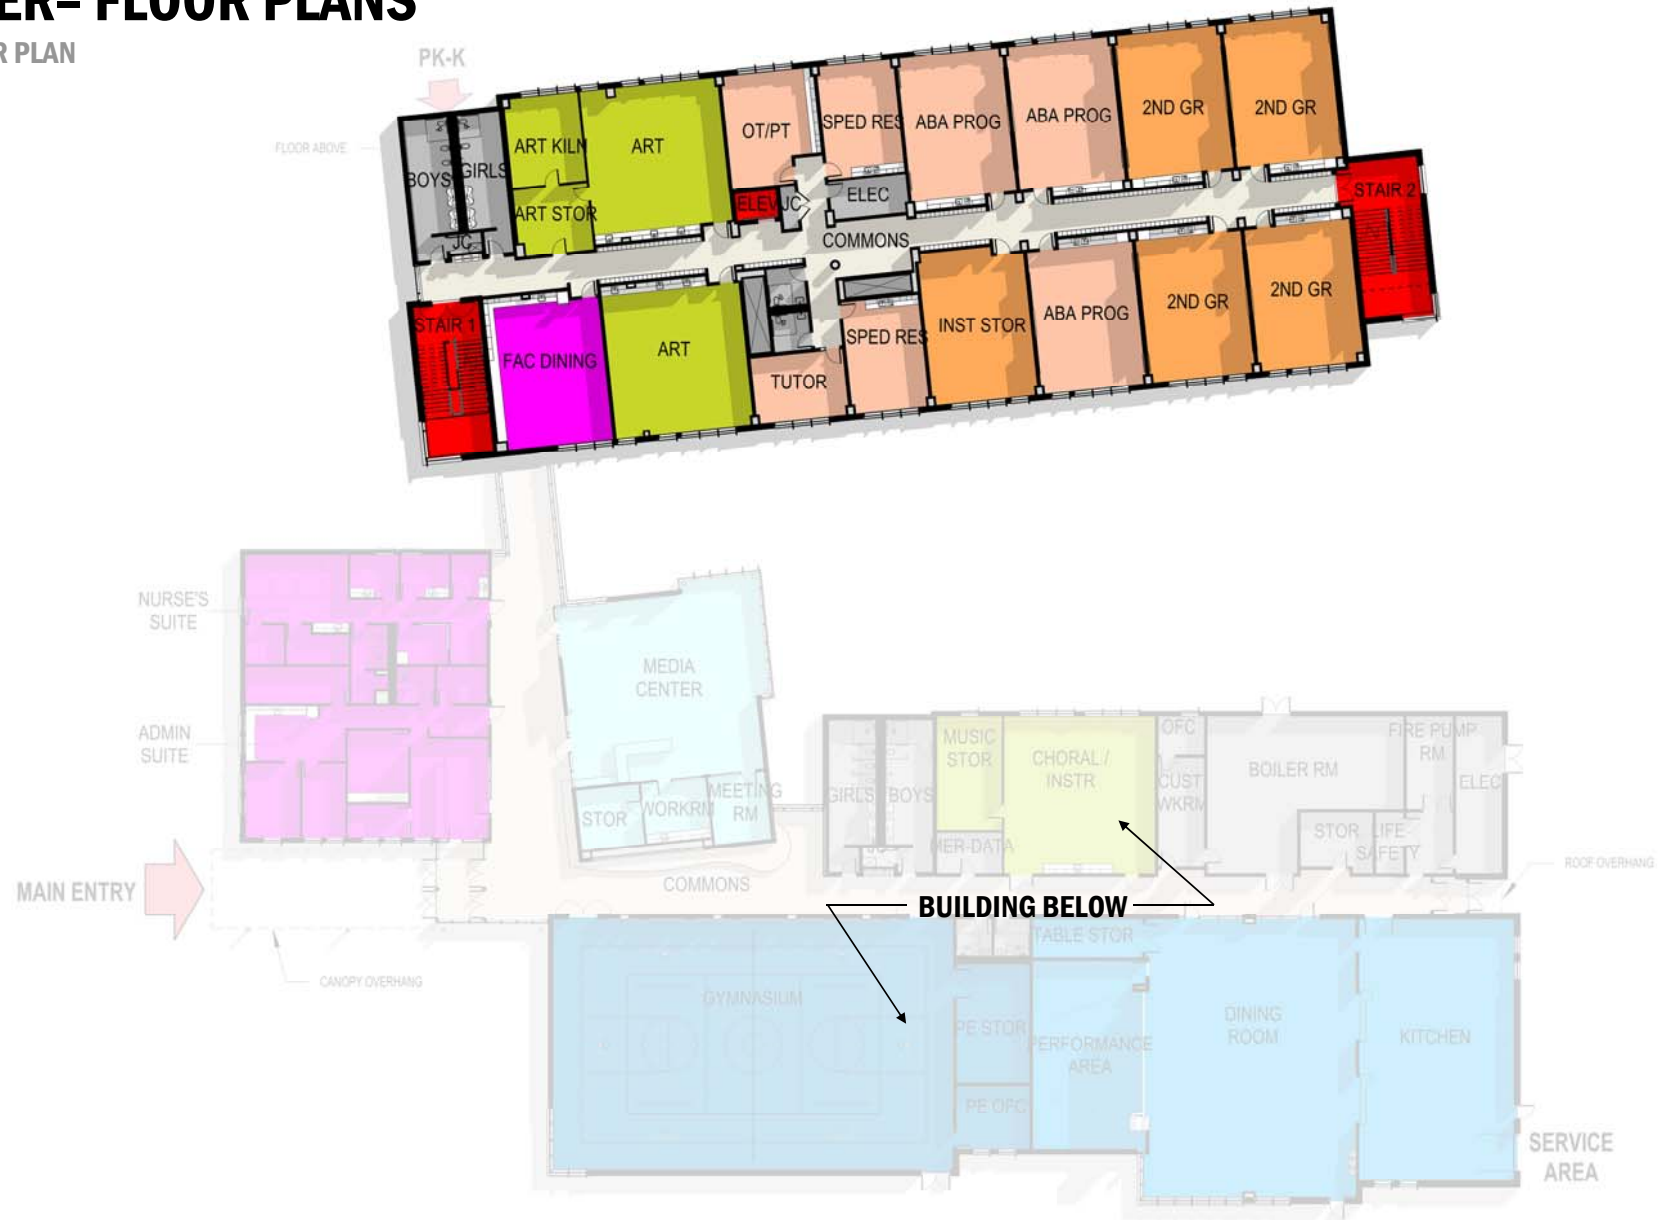 ER– FLOOR PLANS
R PLAN
PK-K
FLOOR ABOVE
BOYS
GIRLS
JC
ART KILN
ART STOR
ART
OT/PT
ELEV
JC
SPED RES
ELEC
ABA PROG
ABA PROG
2ND GR
2ND GR
STAIR 2
COMMONS
STAIR 1
FAC DINING
ART
TUTOR
SPED RES
INST STOR
ABA PROG
2ND GR
2ND GR
NURSE'S
SUITE
ADMIN
SUITE
MEDIA
CENTER
STOR
WORKRM
MEETING
RM
MAIN ENTRY
CANOPY OVERHANG
COMMONS
GIRLS
BOYS
MUSIC
STOR
MER-DATA
CHORAL /
INSTR
OFC
CUST
WKRM
BOILER RM
STOR
LIFE-
SAFETY
FIRE PUMP
RM
ELEC
ROOF OVERHANG
BUILDING BELOW
GYMNASIUM
PE STOR
PE OFC
TABLE STOR
PERFORMANCE
AREA
DINING
ROOM
KITCHEN
SERVICE
AREA